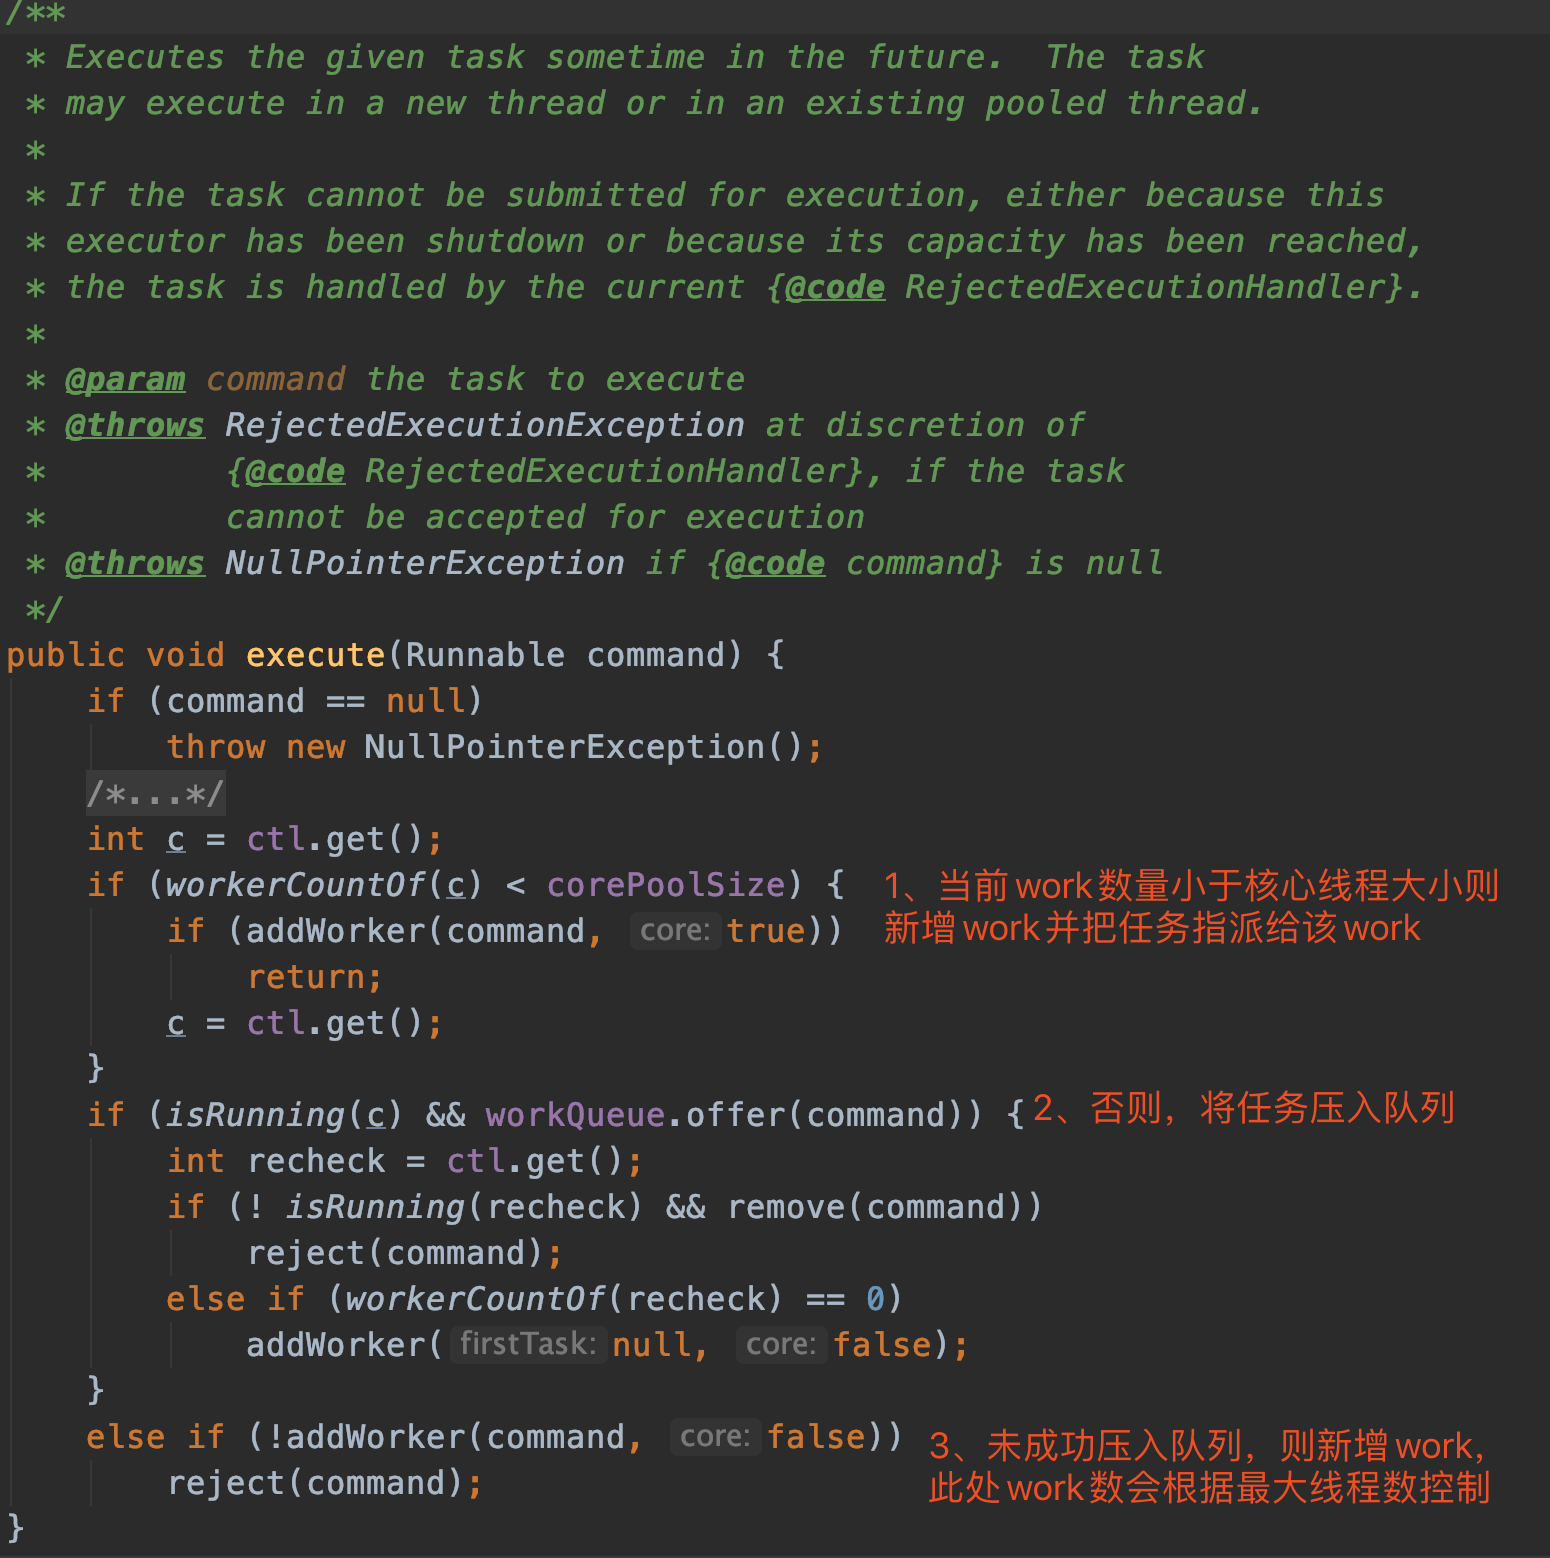 /**
 * Executes the given task sometime in the future.  The task
 * may execute in a new thread or in an existing pooled thread.
 *
 * If the task cannot be submitted for execution, either because this
 * executor has been shutdown or because its capacity has been reached,
 * the task is handled by the current {@code RejectedExecutionHandler}.
 *
 * @param command the task to execute
 * @throws RejectedExecutionException at discretion of
 *         {@code RejectedExecutionHandler}, if the task
 *         cannot be accepted for execution
 * @throws NullPointerException if {@code command} is null
 */
public void execute(Runnable command) {
    if (command == null)
        throw new NullPointerException();
    /*...*/
    int c = ctl.get();
    if (workerCountOf(c) < corePoolSize) { 1、当前work数量小于核心线程大小则
        if (addWorker(command, core: true)) 新增work并把任务指派给该work
            return;
        c = ctl.get();
    }
    if (isRunning(c) && workQueue.offer(command)) { 2、否则，将任务压入队列
        int recheck = ctl.get();
        if (! isRunning(recheck) && remove(command))
            reject(command);
        else if (workerCountOf(recheck) == 0)
            addWorker( firstTask: null, core: false);
    }
    else if (!addWorker(command, core: false)) 3、未成功压入队列，则新增work，
        reject(command); 此处work数会根据最大线程数控制
}